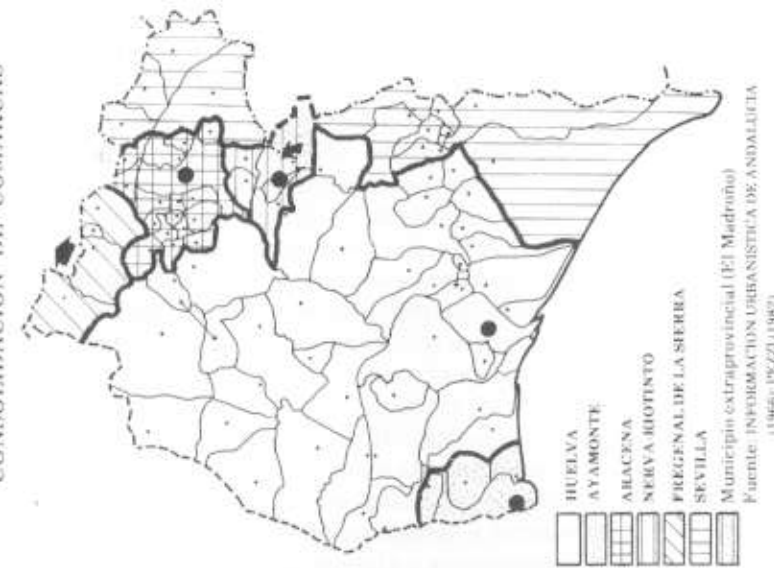 HUELVA
AYAMONTE
ARACENA
NERVA-RIOTINTO
FREGENAL DE LA SIERRA
SEVILLA
Municipio extraprovincial (El Madroño)
Fuente: INFORMACION URBANISTICA DE ANDALUCIA